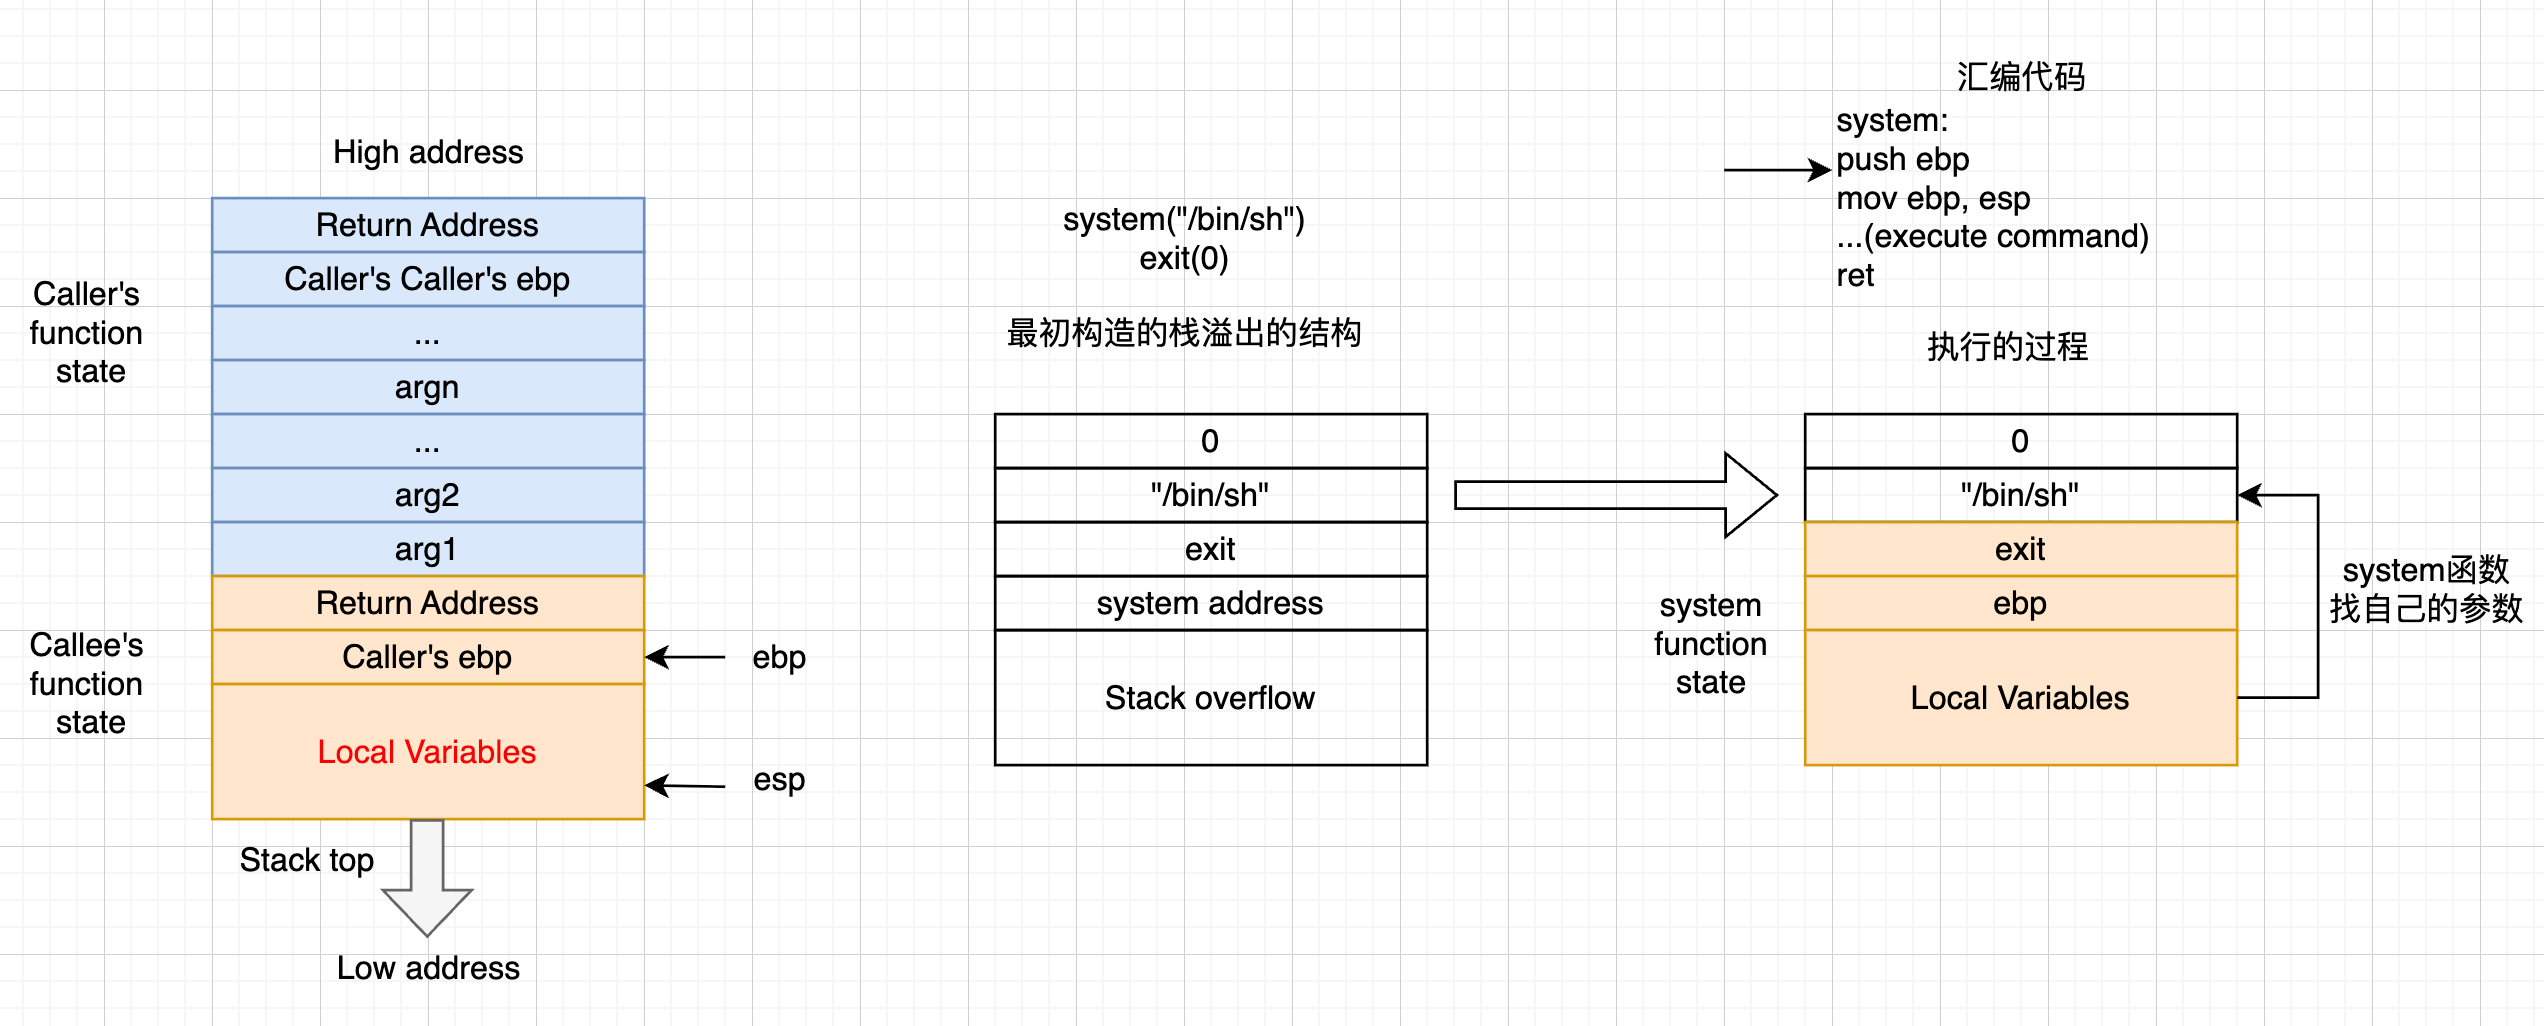 High address
Return Address
Caller's Caller's ebp
...
argn
...
arg2
arg1
Return Address
Caller's ebp
Local Variables
Caller's
function
state
Callee's
function
state
ebp
esp
Stack top
Low address
system("/bin/sh")
exit(0)
最初构造的栈溢出的结构
0
"/bin/sh"
exit
system address
Stack overflow
汇编代码
system:
push ebp
mov ebp, esp
...(execute command)
ret
执行的过程
0
"/bin/sh"
exit
ebp
Local Variables
system
function
state
system函数
找自己的参数